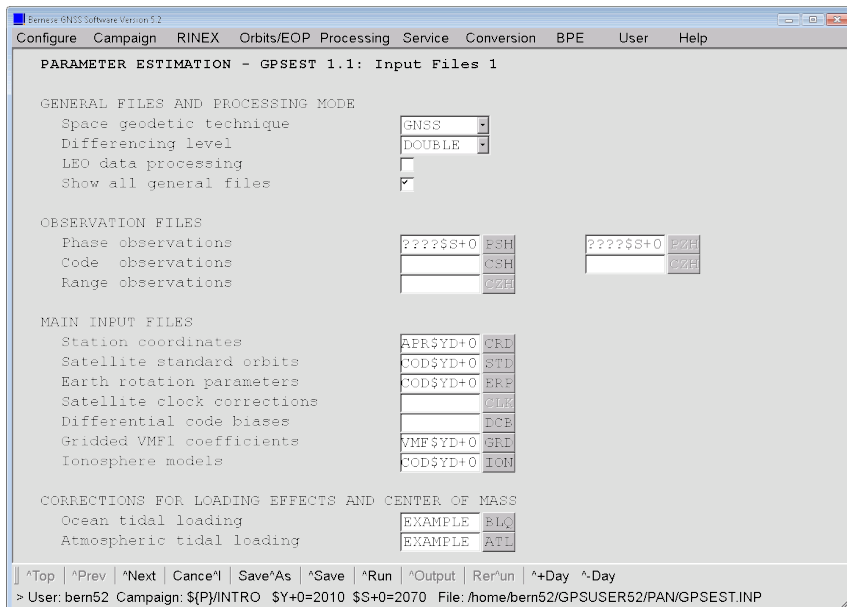 Bernese GNSS Software Version 5.2
Configure Campaign RINEX Orbits/EOP Processing Service Conversion BPE User Help
PARAMETER ESTIMATION - GPSEST 1.1: Input Files 1
GENERAL FILES AND PROCESSING MODE
Space geodetic technique GNSS
Differencing level DOUBLE
LEO data processing
Show all general files
OBSERVATION FILES
Phase observations ????$S+0 PSH ????$S+0 PZH
Code observations CSH CZH
Range observations CZH
MAIN INPUT FILES
Station coordinates APR$YD+0 CRD
Satellite standard orbits COD$YD+0 STD
Earth rotation parameters COD$YD+0 ERP
Satellite clock corrections CLK
Differential code biases DCB
Gridded VMF1 coefficients VMF$YD+0 GRD
Ionosphere models COD$YD+0 ION
CORRECTIONS FOR LOADING EFFECTS AND CENTER OF MASS
Ocean tidal loading EXAMPLE BLQ
Atmospheric tidal loading EXAMPLE ATL
^Top | ^Prev | ^Next | Cance^l | Save^As | ^Save | ^Run | ^Output | Rer^un | ^+Day ^-Day
> User: bern52 Campaign: ${P}/INTRO $Y+0=2010 $S+0=2070 File: /home/bern52/GPSUSER52/PAN/GPSEST.INP